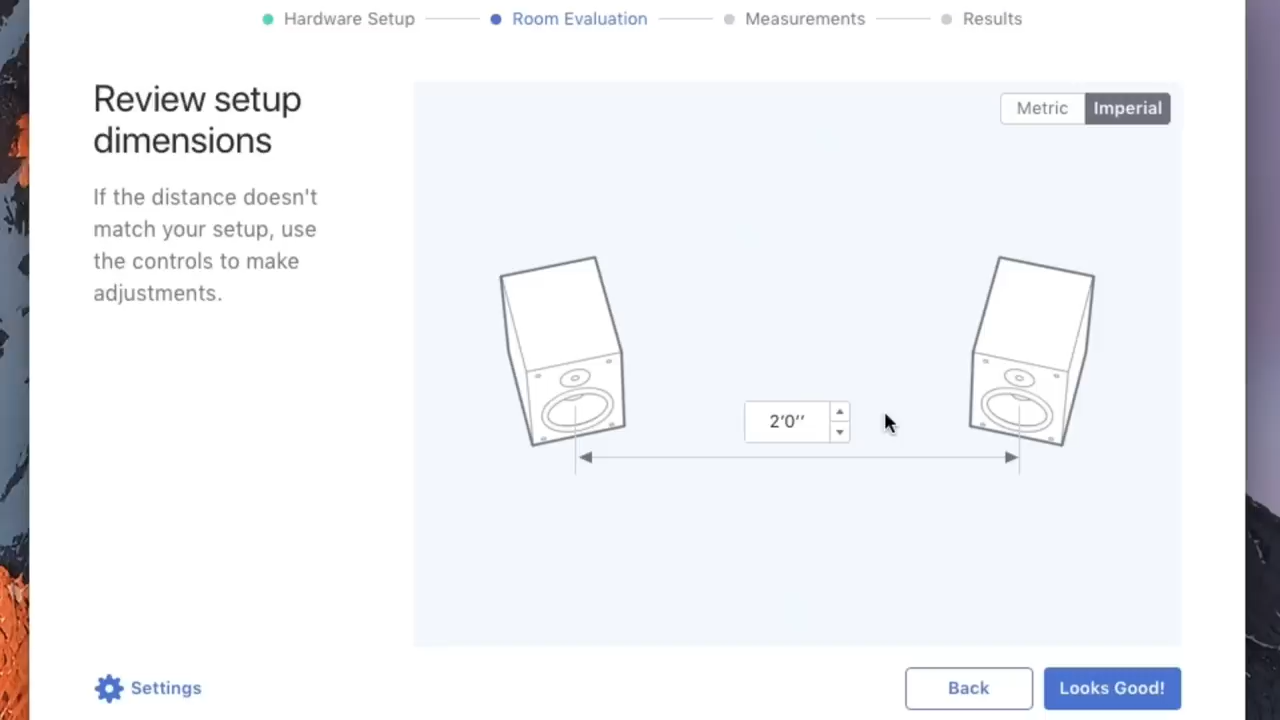 Hardware Setup Room Evaluation Measurements Results
Review setup
dimensions
If the distance doesn't
match your setup, use
the controls to make
adjustments.
Metric Imperial
2'0''
Settings
Back Looks Good!